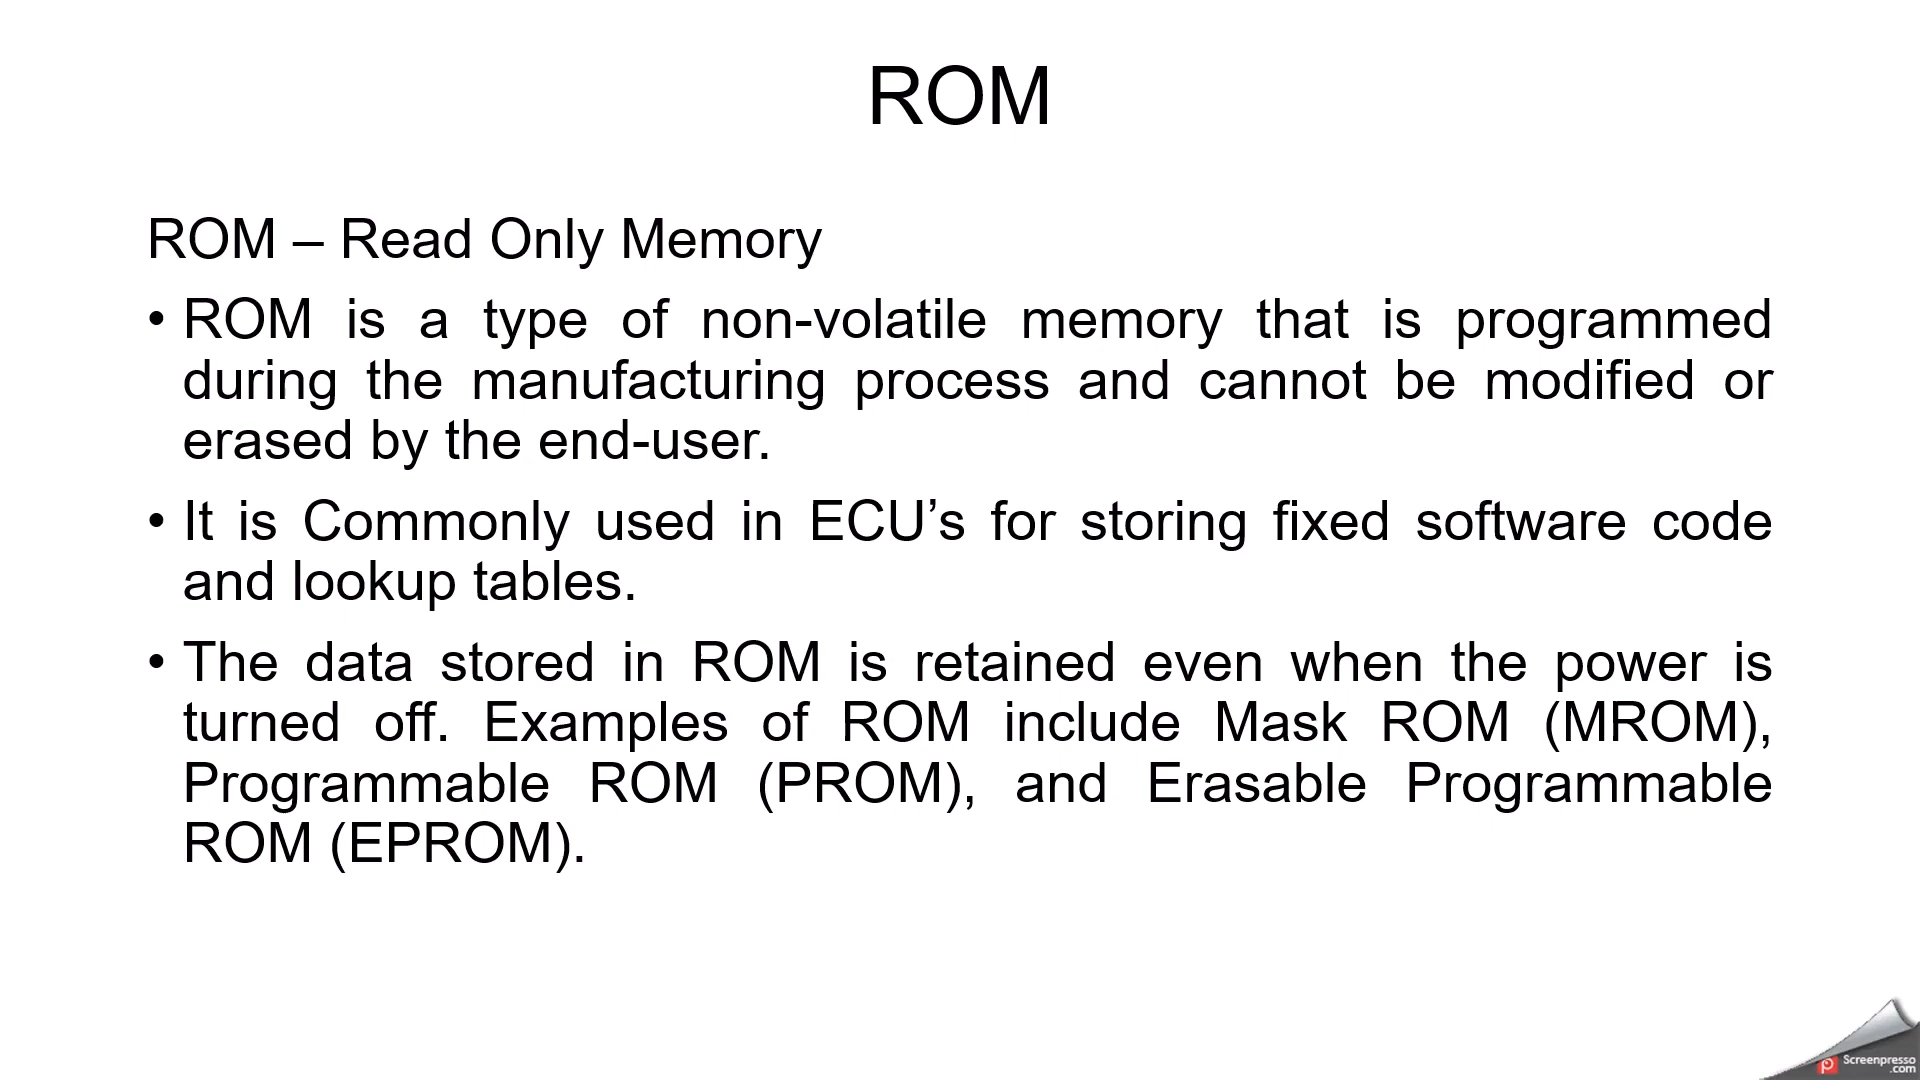 ROM
ROM – Read Only Memory
• ROM is a type of non-volatile memory that is programmed
during the manufacturing process and cannot be modified or
erased by the end-user.
• It is Commonly used in ECU’s for storing fixed software code
and lookup tables.
• The data stored in ROM is retained even when the power is
turned off. Examples of ROM include Mask ROM (MROM),
Programmable ROM (PROM), and Erasable Programmable
ROM (EPROM).
Screenpresso
.com